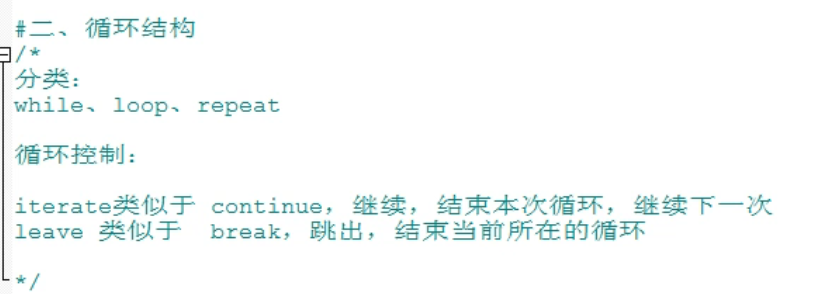 #二、循环结构
/*
分类：
while、loop、repeat
循环控制：
iterate类似于 continue，继续，结束本次循环，继续下一次
leave 类似于  break，跳出，结束当前所在的循环
*/